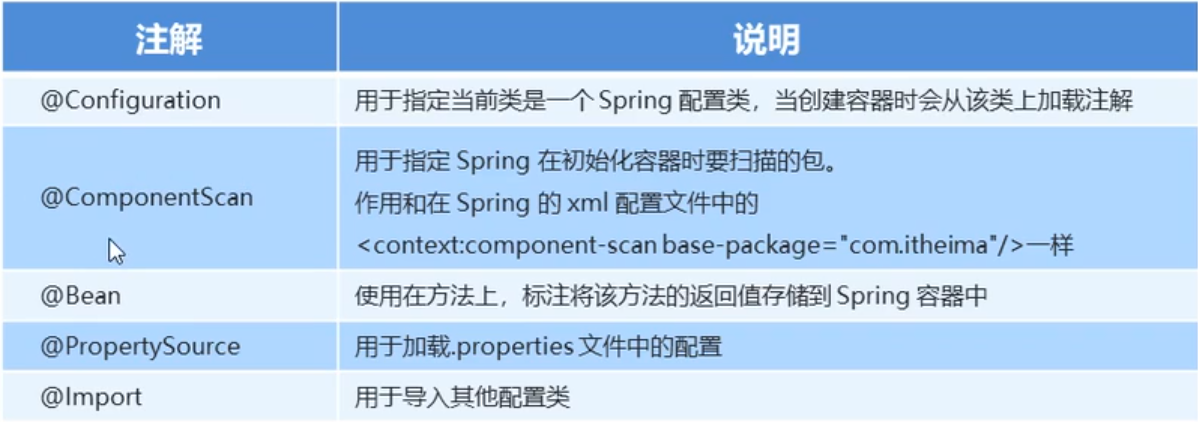 注解 说明
@Configuration 用于指定当前类是一个 Spring 配置类，当创建容器时会从该类上加载注解
@ComponentScan
用于指定 Spring 在初始化容器时要扫描的包。
作用和在 Spring 的 xml 配置文件中的
<context:component-scan base-package="com.itheima"/>一样
@Bean 使用在方法上，标注将该方法的返回值存储到 Spring 容器中
@PropertySource 用于加载.properties 文件中的配置
@Import 用于导入其他配置类